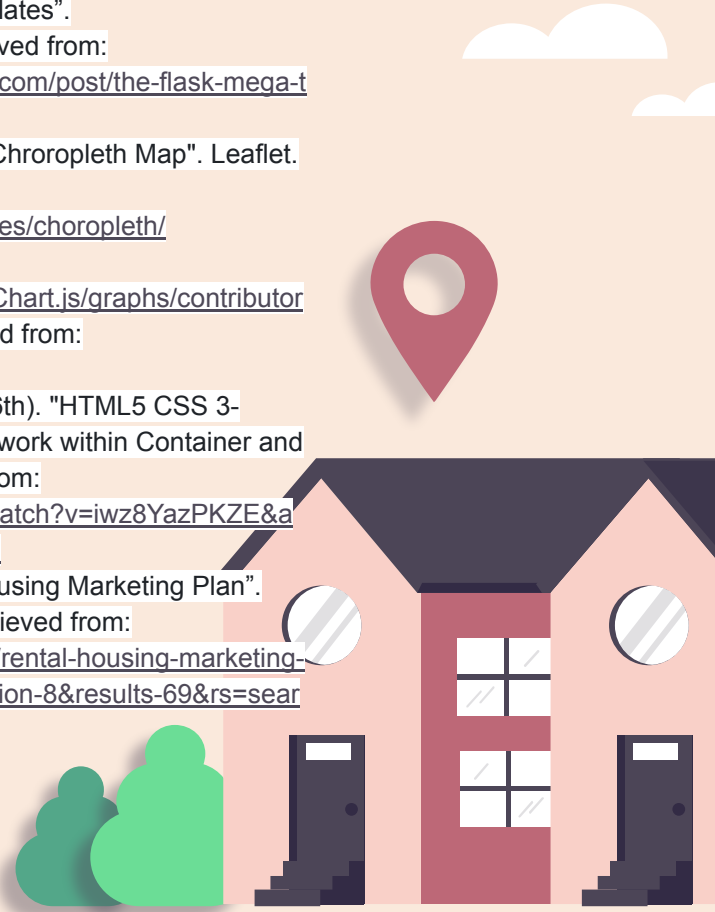 lates”.
ved from:
com/post/the-flask-mega-t
Chroropleth Map". Leaflet.
es/choropleth/
Chart.js/graphs/contributor
d from:
6th). "HTML5 CSS 3-
work within Container and
om:
atch?v=iwz8YazPKZE&a
using Marketing Plan”.
ieved from:
/rental-housing-marketing-
ion-8&results-69&rs=sear